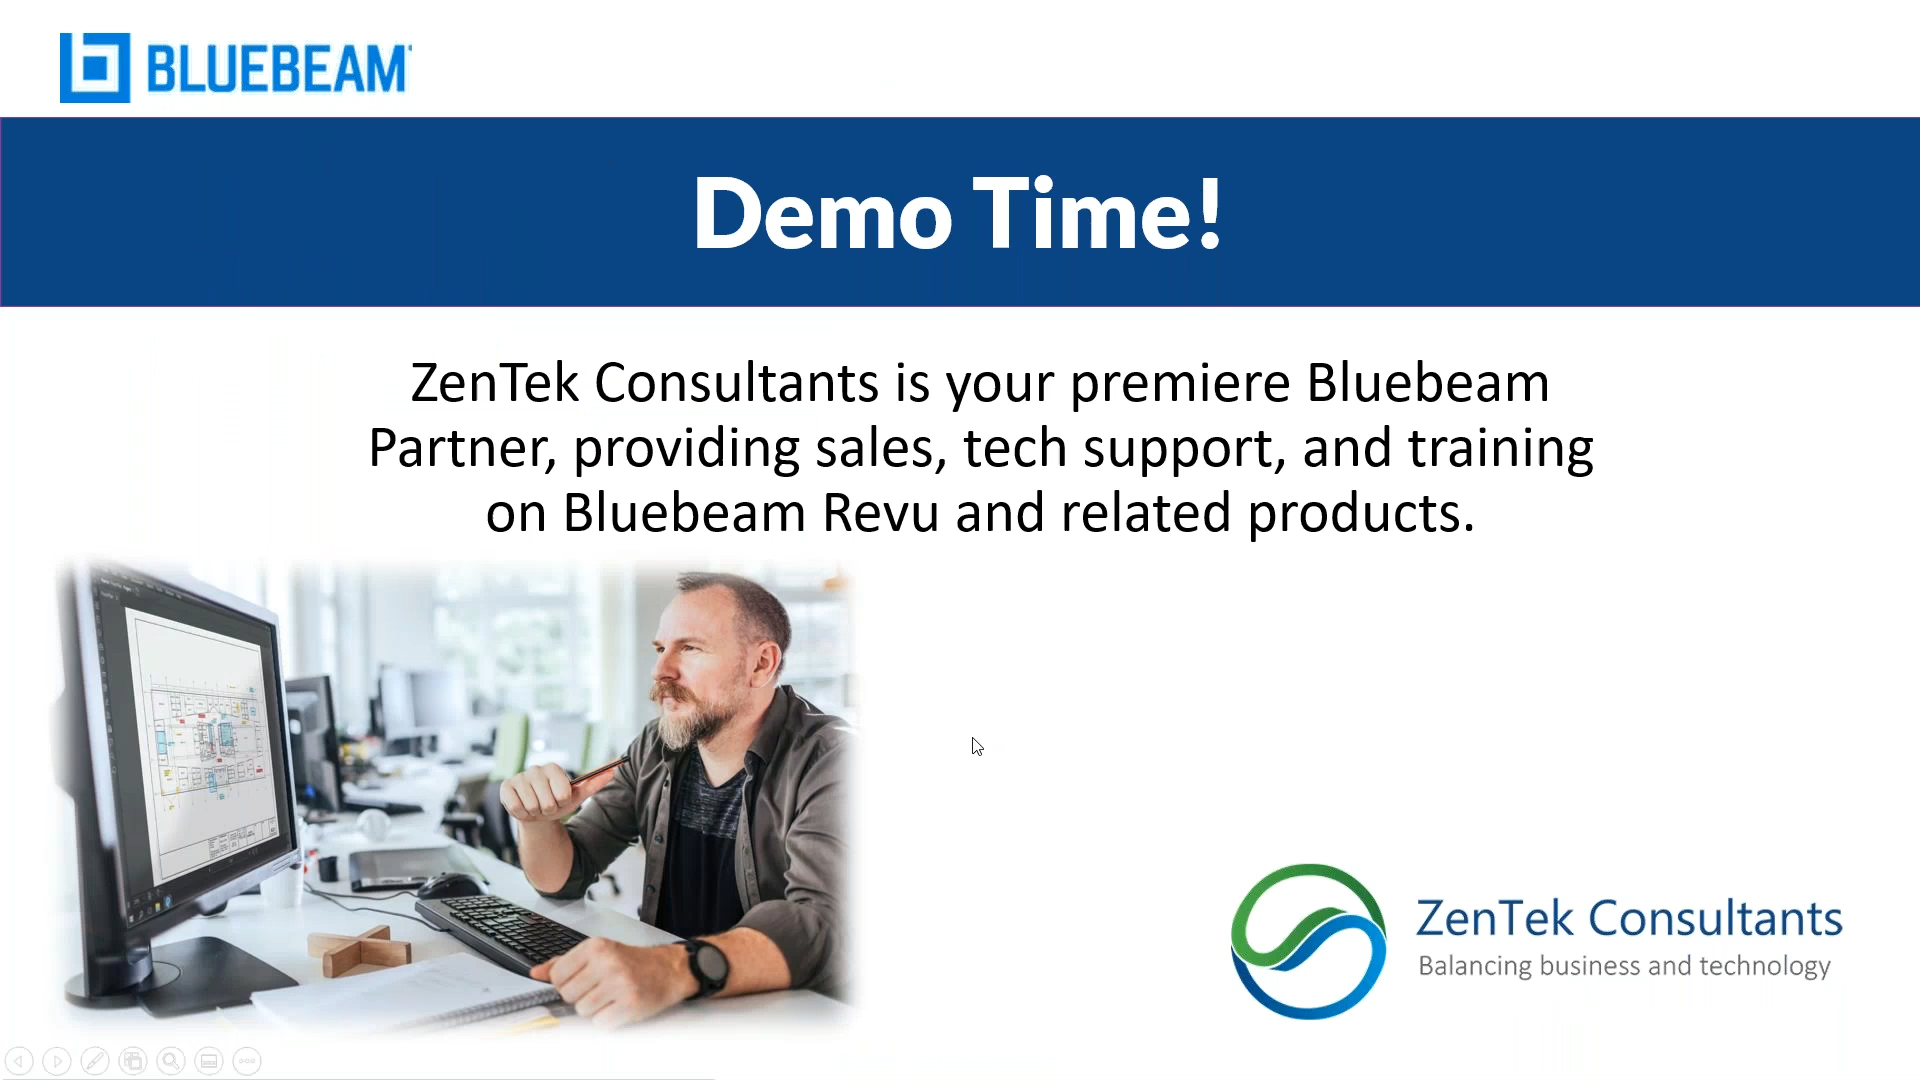 BLUEBEAM
Demo Time!
ZenTek Consultants is your premiere Bluebeam
Partner, providing sales, tech support, and training
on Bluebeam Revu and related products.
ZenTek Consultants
Balancing business and technology